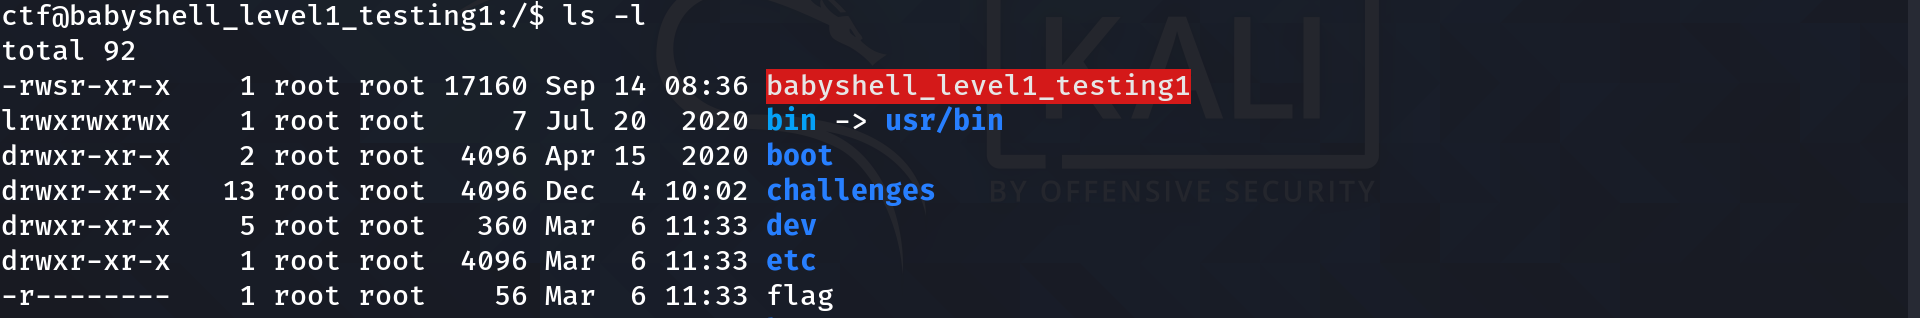 ctf@babyshell_level1_testing1:/$ ls -l
total 92
-rwsr-xr-x    1 root root 17160 Sep 14 08:36 babyshell_level1_testing1
lrwxrwxrwx    1 root root     7 Jul 20  2020 bin -> usr/bin
drwxr-xr-x    2 root root  4096 Apr 15  2020 boot
drwxr-xr-x   13 root root  4096 Dec  4 10:02 challenges
drwxr-xr-x    5 root root   360 Mar  6 11:33 dev
drwxr-xr-x    1 root root  4096 Mar  6 11:33 etc
-r--------    1 root root    56 Mar  6 11:33 flag
KALI
BY OFFENSIVE SECURITY